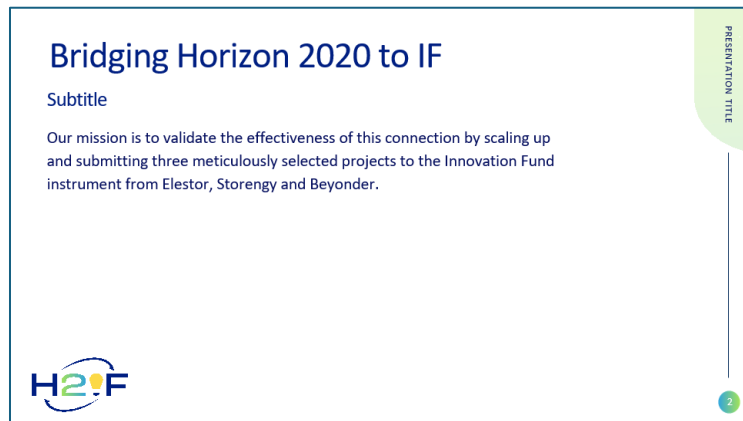 Bridging Horizon 2020 to IF
PRESENTATION TITLE
Subtitle
Our mission is to validate the effectiveness of this connection by scaling up
and submitting three meticulously selected projects to the Innovation Fund
instrument from Elestor, Storengy and Beyonder.
H2IF
2